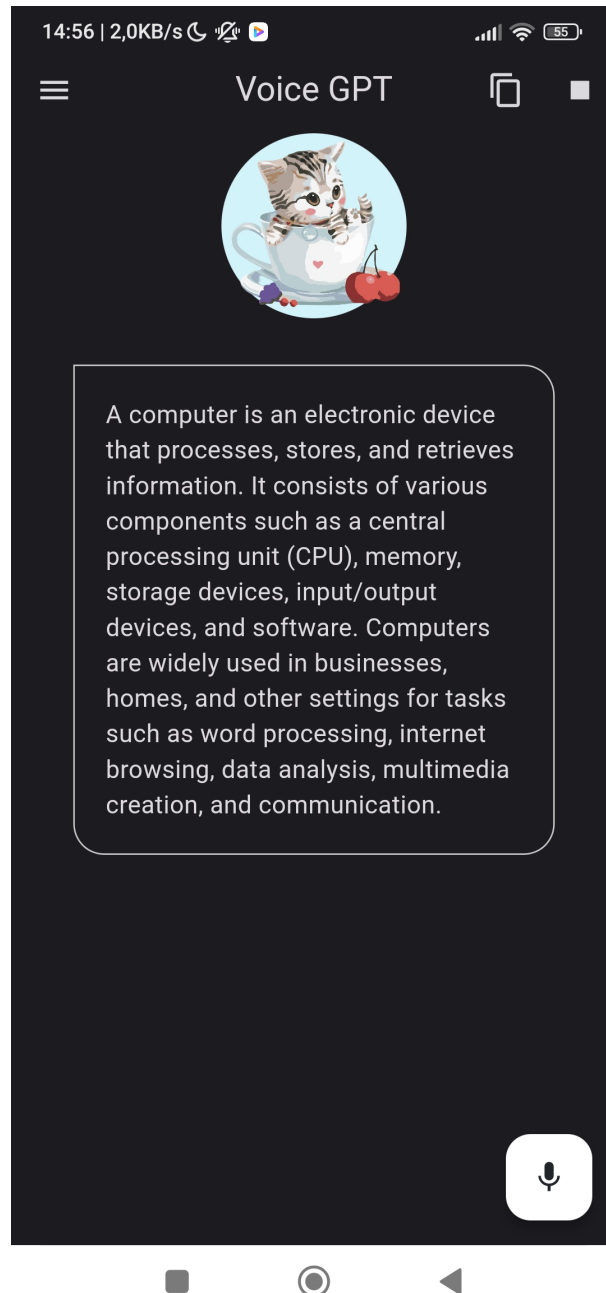 14:56 | 2,0KB/s
55
Voice GPT
A computer is an electronic device
that processes, stores, and retrieves
information. It consists of various
components such as a central
processing unit (CPU), memory,
storage devices, input/output
devices, and software. Computers
are widely used in businesses,
homes, and other settings for tasks
such as word processing, internet
browsing, data analysis, multimedia
creation, and communication.